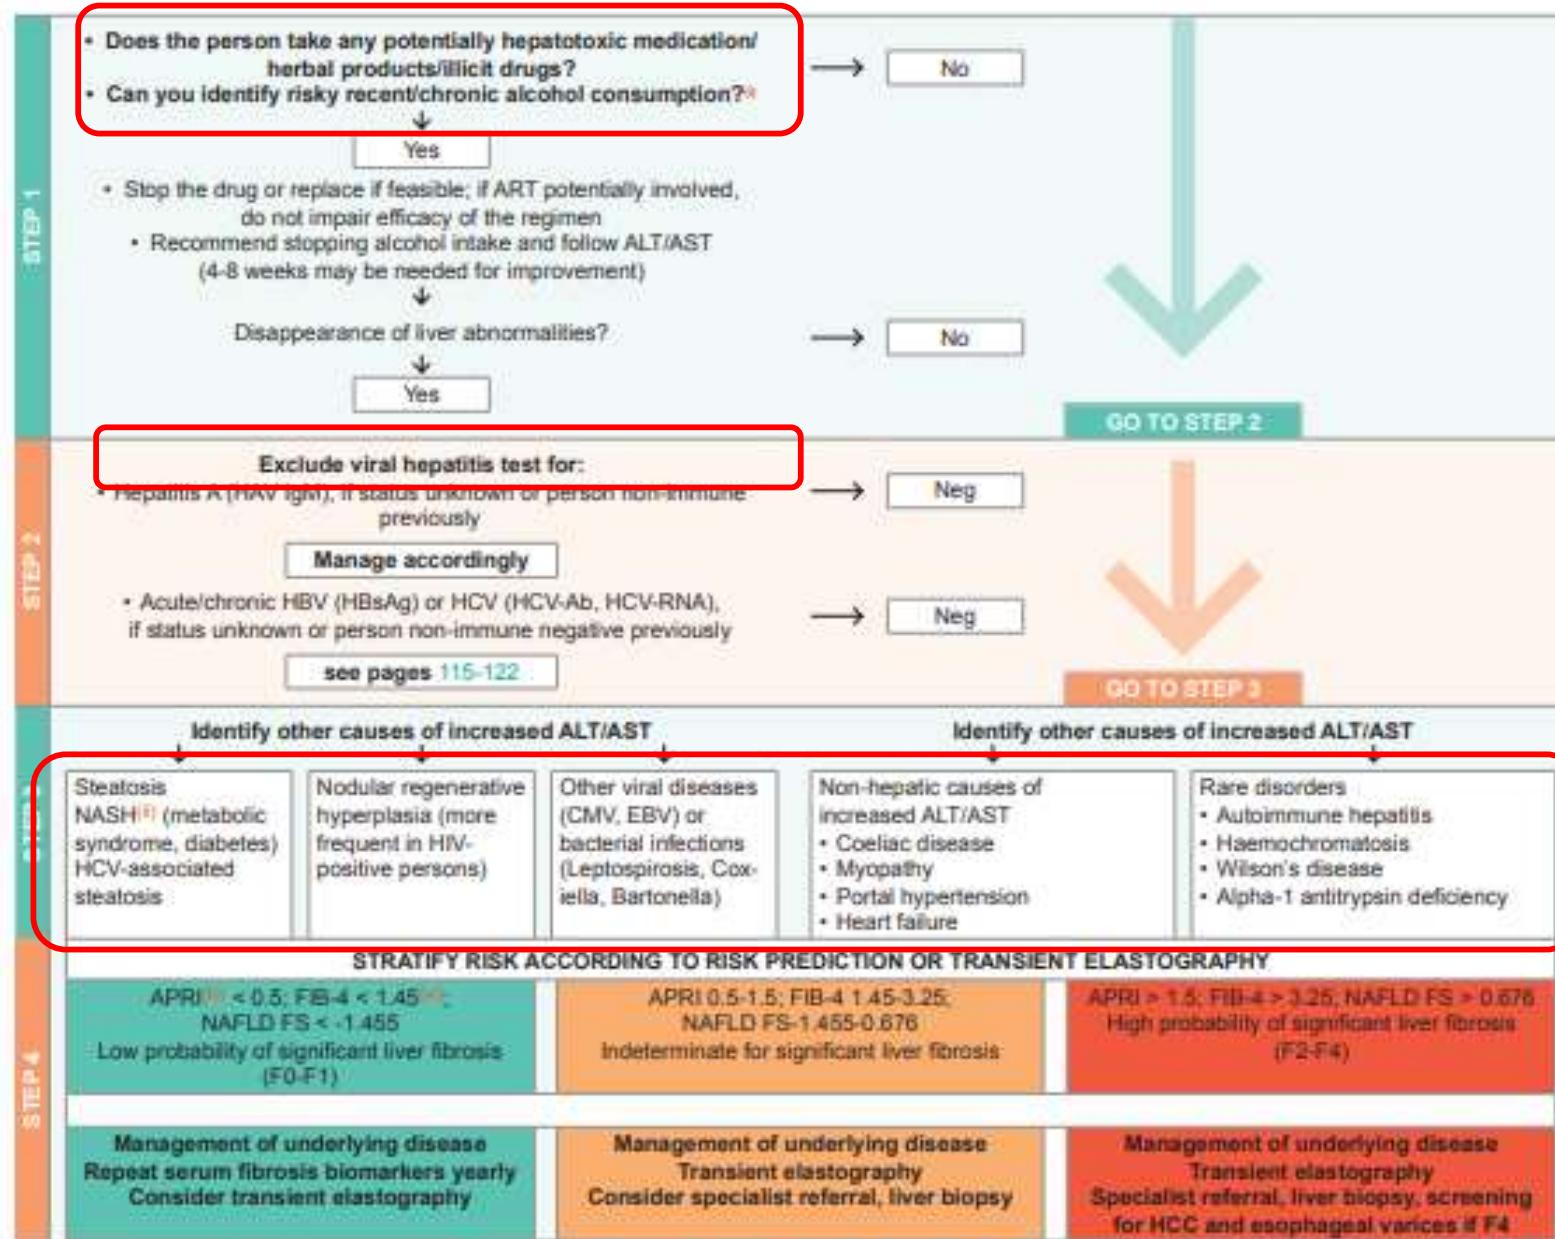 STEP 1
• Does the person take any potentially hepatotoxic medication/
herbal products/illicit drugs?
• Can you identify risky recent/chronic alcohol consumption?
No
Yes
• Stop the drug or replace if feasible; if ART potentially involved,
do not impair efficacy of the regimen
• Recommend stopping alcohol intake and follow ALT/AST
(4-8 weeks may be needed for improvement)
Disappearance of liver abnormalities?
No
Yes
GO TO STEP 2
STEP 2
Exclude viral hepatitis test for:
• Hepatitis A (HAV IgM), if status unknown or person non-immune
previously
Neg
Manage accordingly
• Acute/chronic HBV (HBsAg) or HCV (HCV-Ab, HCV-RNA),
if status unknown or person non-immune negative previously
Neg
see pages 115-122
GO TO STEP 3
STEP 3
Identify other causes of increased ALT/AST
Steatosis
NASH (metabolic
syndrome, diabetes)
HCV-associated
steatosis
Nodular regenerative
hyperplasia (more
frequent in HIV-
positive persons)
Other viral diseases
(CMV, EBV) or
bacterial infections
(Leptospirosis, Cox-
iella, Bartonella)
Identify other causes of increased ALT/AST
Non-hepatic causes of
increased ALT/AST
• Coeliac disease
• Myopathy
• Portal hypertension
• Heart failure
Rare disorders
• Autoimmune hepatitis
• Haemochromatosis
• Wilson's disease
• Alpha-1 antitrypsin deficiency
STEP 4
STRATIFY RISK ACCORDING TO RISK PREDICTION OR TRANSIENT ELASTOGRAPHY
APRI < 0.5; FIB-4 < 1.45;
NAFLD FS < -1.455
Low probability of significant liver fibrosis
(F0-F1)
APRI 0.5-1.5; FIB-4 1.45-3.25;
NAFLD FS-1.455-0.676
Indeterminate for significant liver fibrosis
APRI > 1.5; FIB-4 > 3.25; NAFLD FS > 0.676
High probability of significant liver fibrosis
(F2-F4)
Management of underlying disease
Repeat serum fibrosis biomarkers yearly
Consider transient elastography
Management of underlying disease
Transient elastography
Consider specialist referral, liver biopsy
Management of underlying disease
Transient elastography
Specialist referral, liver biopsy, screening
for HCC and esophageal varices if F4